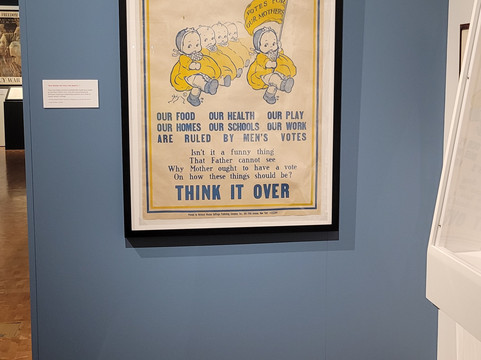 VOTES FOR
OUR MOTHERS
OUR FOOD OUR HEALTH OUR PLAY
OUR HOMES OUR SCHOOLS OUR WORK
ARE RULED BY MEN'S VOTES
Isn't it a funny thing
That Father cannot see
Why Mother ought to have a vote
On how these things should be?
THINK IT OVER